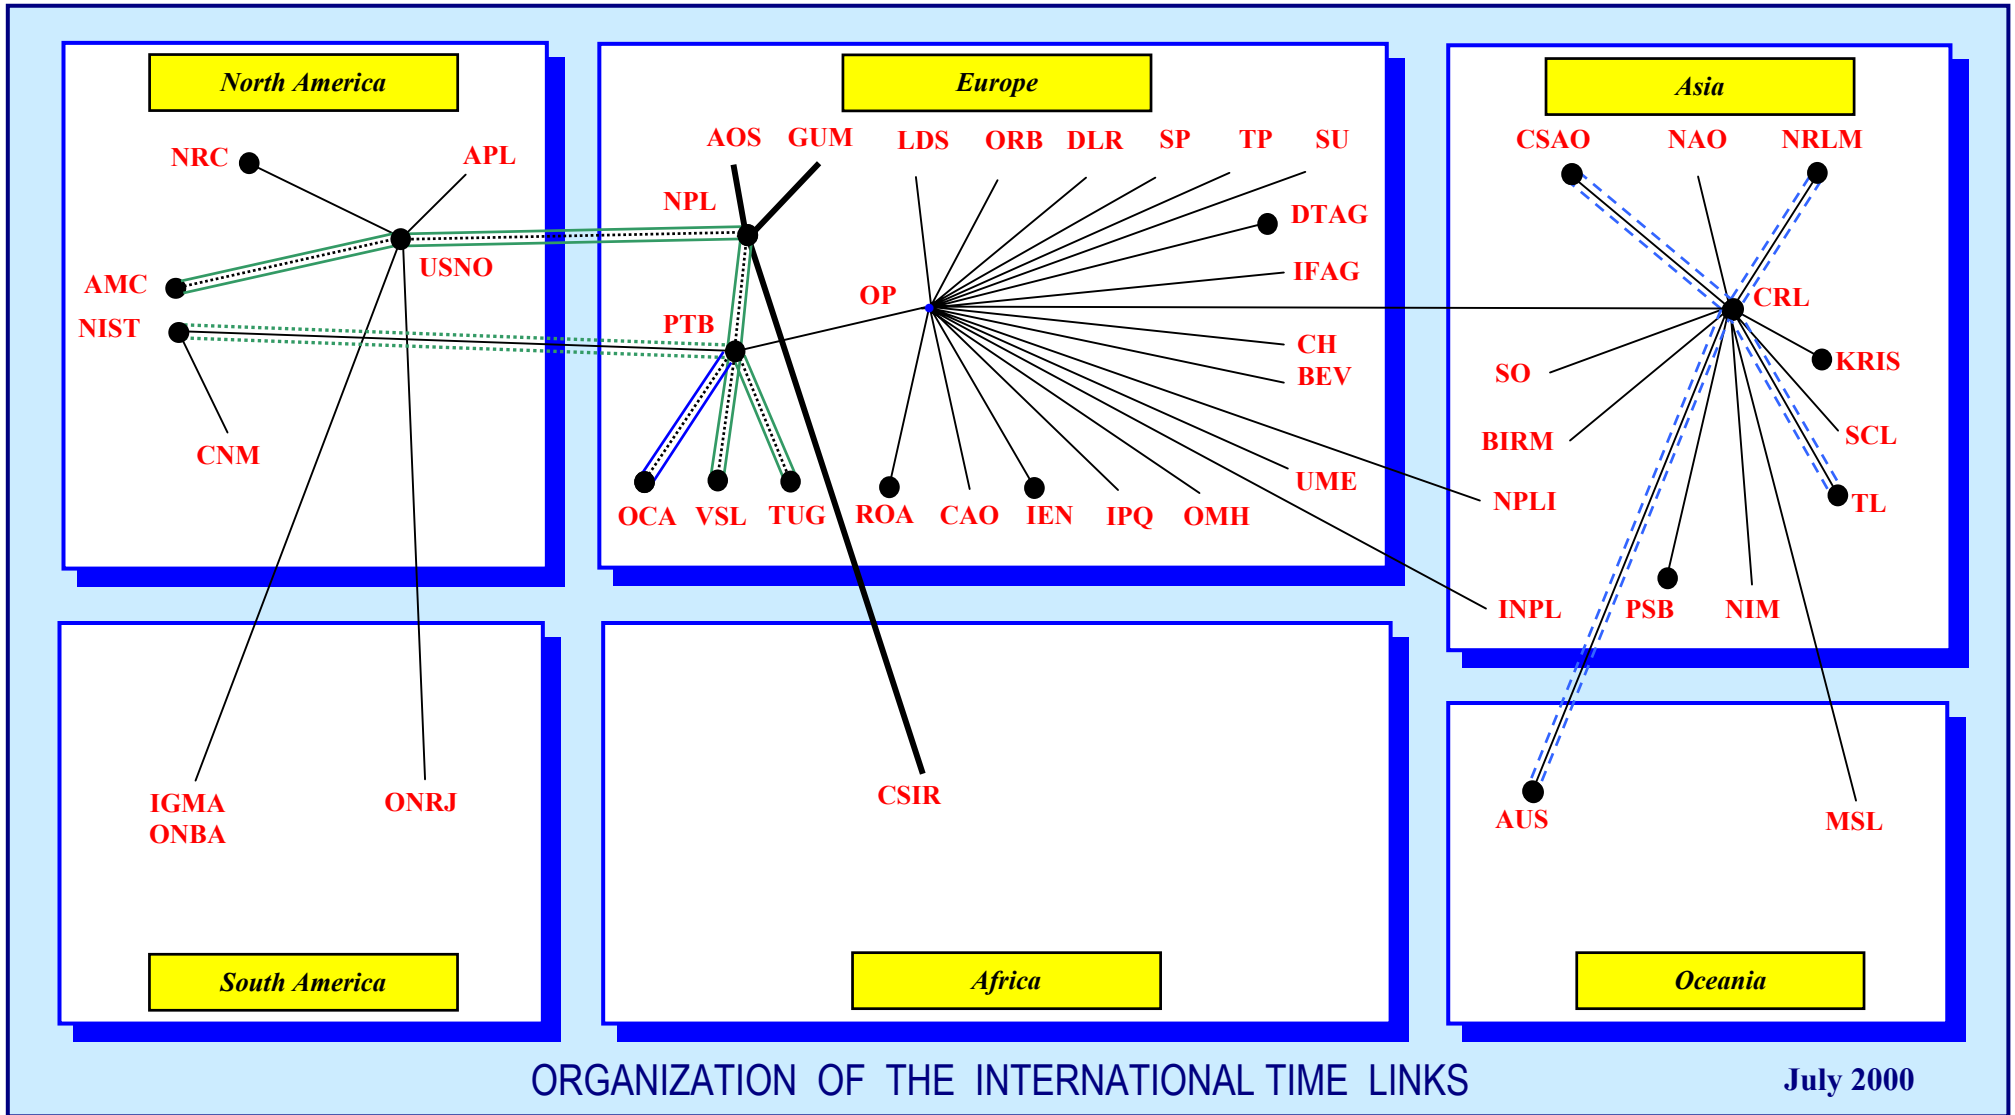 North America
Europe
Asia
NRC
APL
AMC
USNO
NIST
CNM
AOS
GUM
LDS
ORB
DLR
SP
TP
SU
NPL
DTAG
IFAG
OP
PTB
CH
BEV
UME
OCA
VSL
TUG
ROA
CAO
IEN
IPQ
OMH
CSAO
NAO
NRLM
CRL
SO
KRIS
BIRM
SCL
NPLI
TL
INPL
PSB
NIM
IGMA
ONBA
ONRJ
CSIR
AUS
MSL
South America
Africa
Oceania
ORGANIZATION OF THE INTERNATIONAL TIME LINKS
July 2000